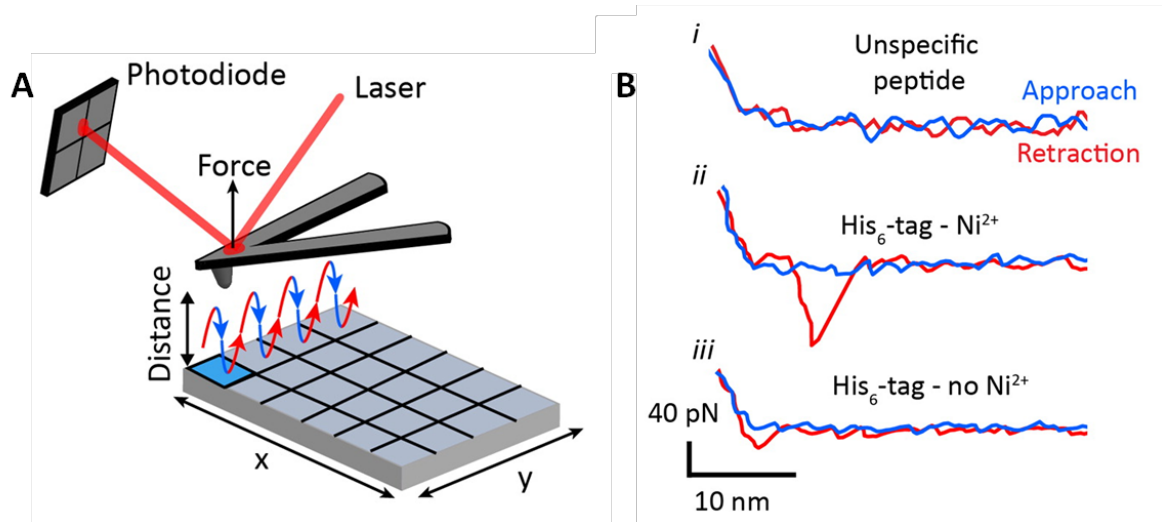 A
Photodiode
Laser
Force
Distance
x
y
B
i
Unspecific
peptide
Approach
Retraction
ii
His₆-tag - Ni²⁺
iii
His₆-tag - no Ni²⁺
40 pN
10 nm